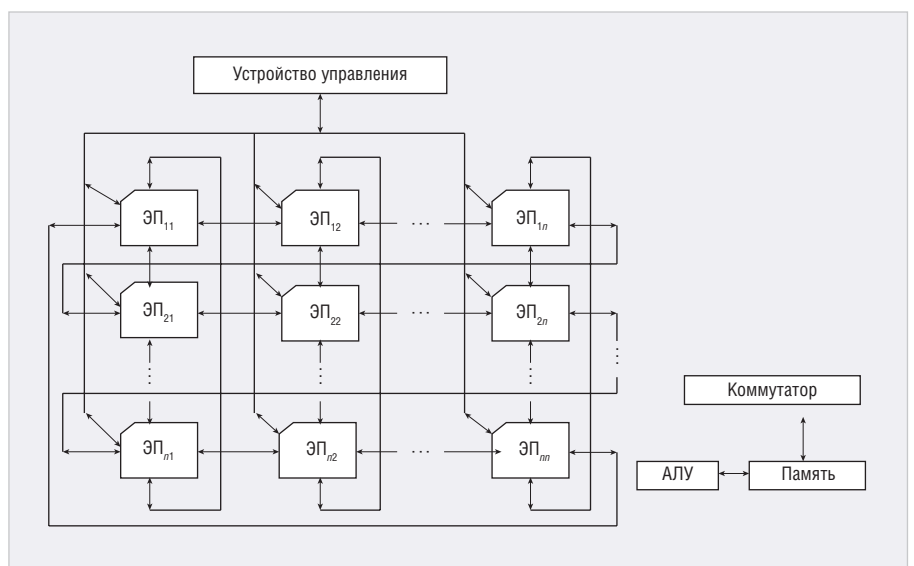 Устройство управления
ЭП11 ЭП12 ... ЭП1n
ЭП21 ЭП22 ... ЭП2n
... ... ... ...
Коммутатор
ЭПn1 ЭПn2 ... ЭПnn
АЛУ Память